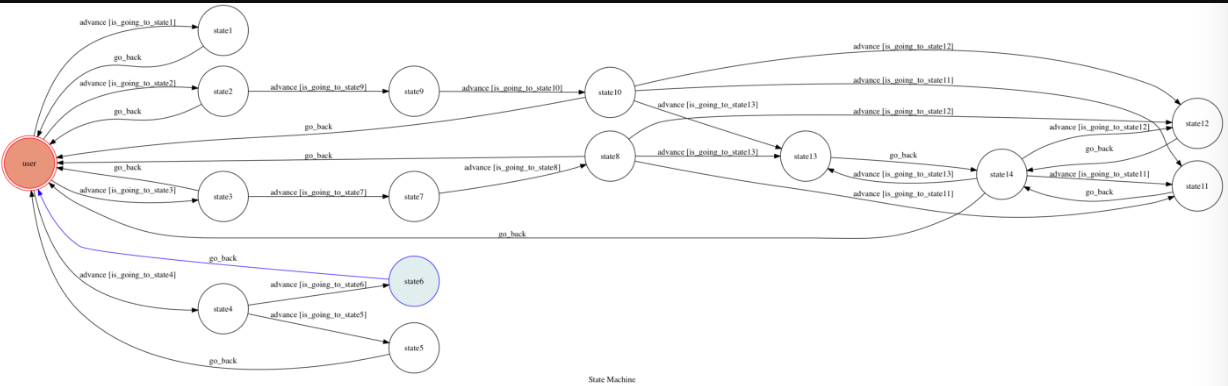 advance [is_going_to_state1]
state1
go_back
advance [is_going_to_state2]
state2
go_back
advance [is_going_to_state9]
state9
advance [is_going_to_state10]
state10
advance [is_going_to_state12]
advance [is_going_to_state11]
advance [is_going_to_state13]
go_back
user
go_back
go_back
advance [is_going_to_state3]
state3
advance [is_going_to_state7]
state7
advance [is_going_to_state8]
state8
advance [is_going_to_state12]
advance [is_going_to_state13]
advance [is_going_to_state11]
state13
go_back
advance [is_going_to_state13]
state14
advance [is_going_to_state12]
state12
go_back
advance [is_going_to_state11]
state11
go_back
go_back
go_back
advance [is_going_to_state4]
state4
advance [is_going_to_state6]
state6
advance [is_going_to_state5]
state5
go_back
State Machine